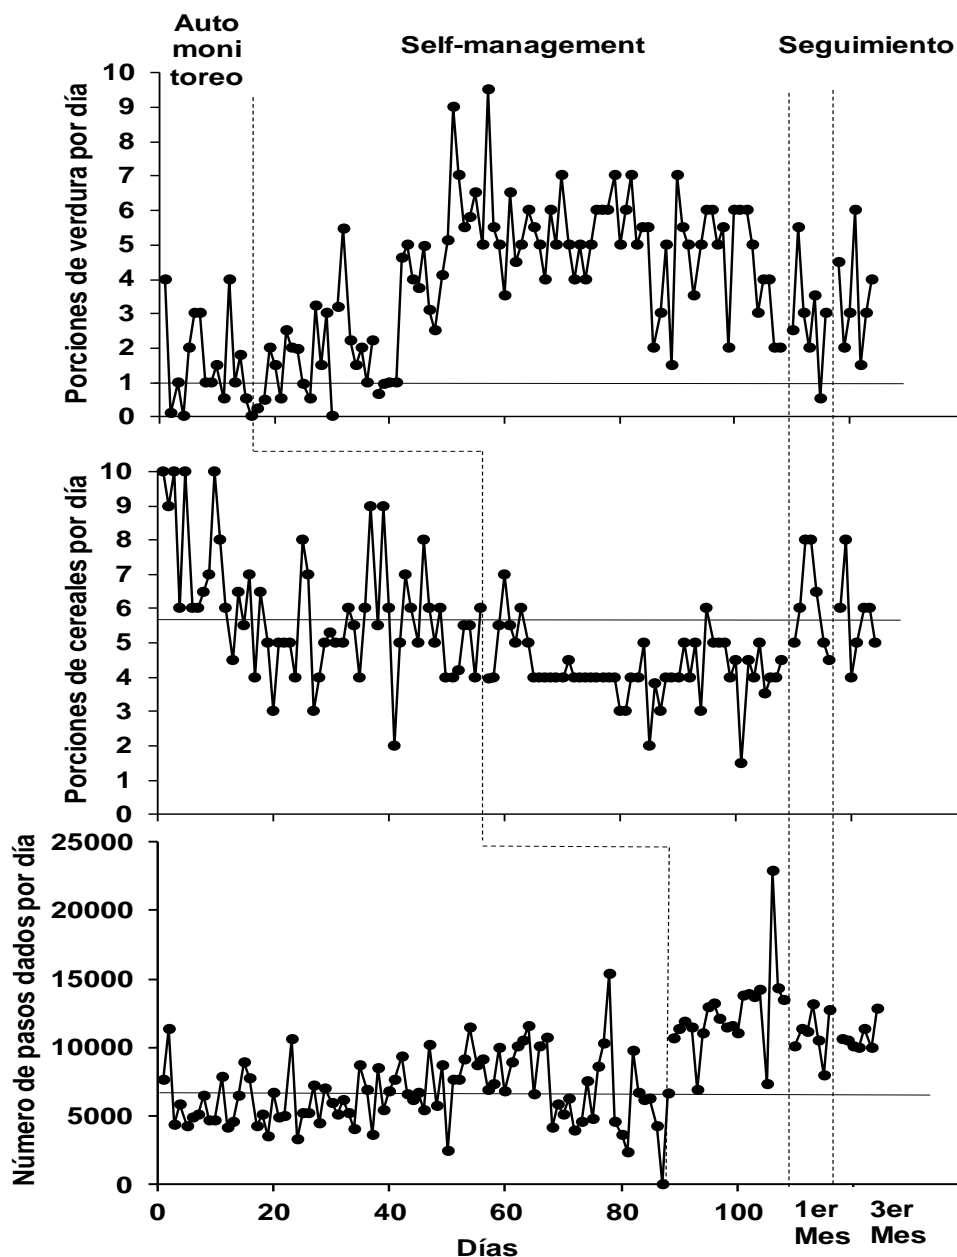 Auto
moni
toreo
Self-management
Seguimiento
Porciones de verdura por día
10
9
8
7
6
5
4
3
2
1
0
Porciones de cereales por día
10
9
8
7
6
5
4
3
2
1
0
Número de pasos dados por día
25000
20000
15000
10000
5000
0
0 20 40 60 80 100
1er
Mes
3er
Mes
Días